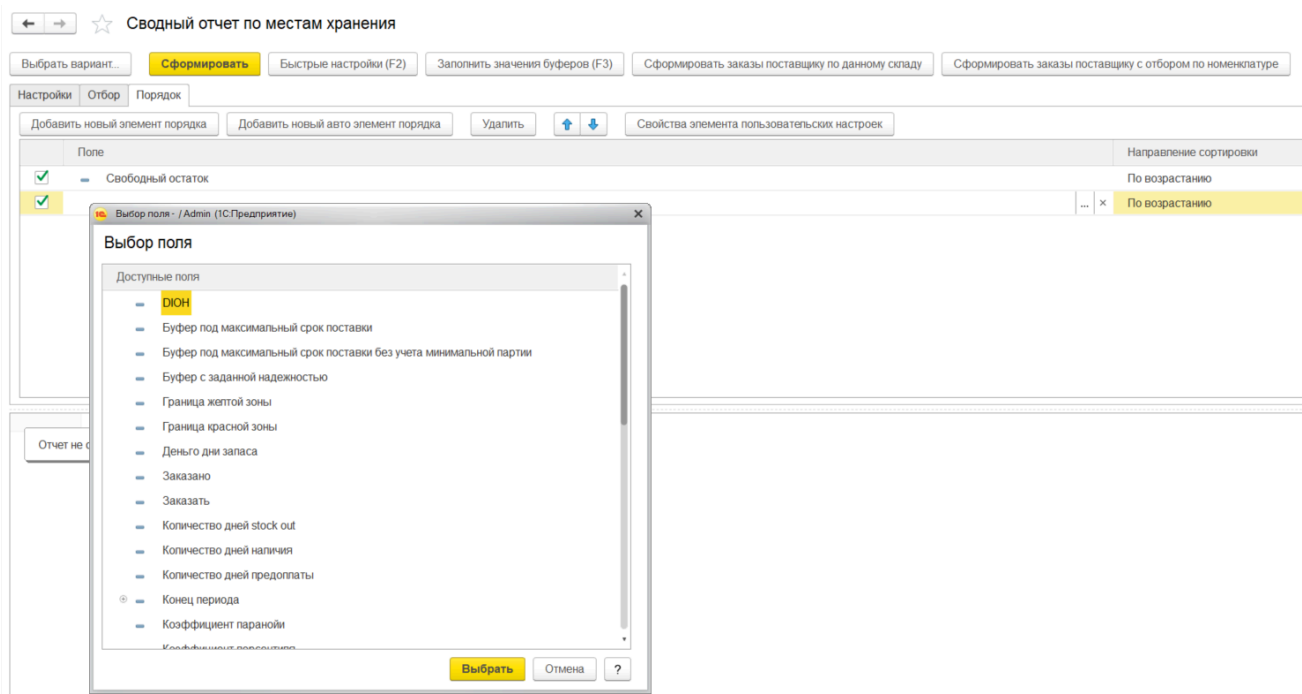 Сводный отчет по местам хранения
Выбрать вариант... Сформировать Быстрые настройки (F2) Заполнить значения буферов (F3) Сформировать заказы поставщику по данному складу Сформировать заказы поставщику с отбором по номенклатуре
Настройки Отбор Порядок
Добавить новый элемент порядка Добавить новый авто элемент порядка Удалить Свойства элемента пользовательских настроек
Поле Направление сортировки
Свободный остаток По возрастанию
... × По возрастанию
Выбор поля - / Admin (1С:Предприятие)
Выбор поля
Доступные поля
DIOH
Буфер под максимальный срок поставки
Буфер под максимальный срок поставки без учета минимальной партии
Буфер с заданной надежностью
Граница желтой зоны
Граница красной зоны
Деньго дни запаса
Отчет не
Заказано
Заказать
Количество дней stock out
Количество дней наличия
Количество дней предоплаты
Конец периода
Коэффициент паранойи
Выбрать Отмена ?